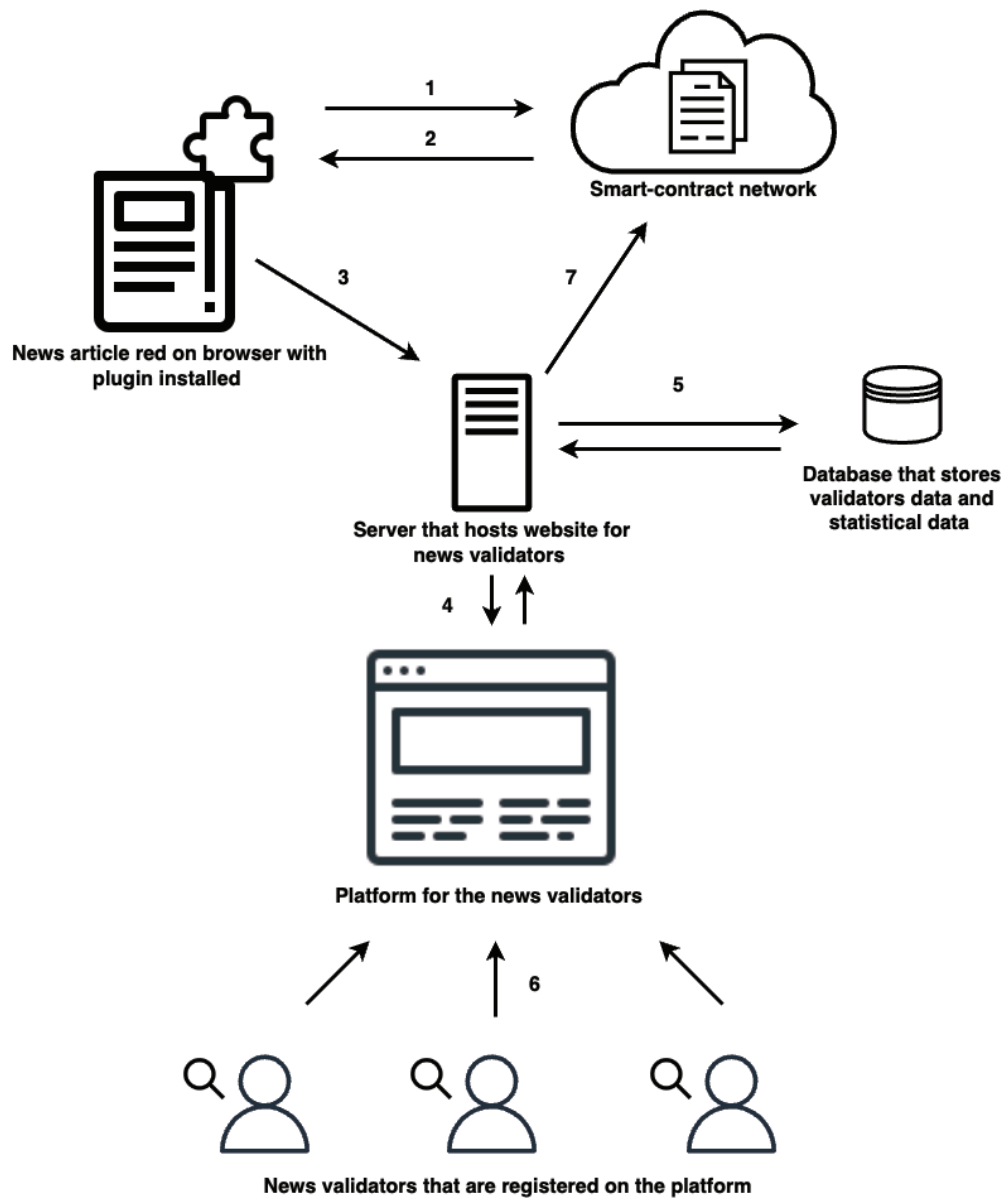 1
2
Smart-contract network
3
7
News article red on browser with
plugin installed
5
Database that stores
validators data and
statistical data
Server that hosts website for
news validators
4
Platform for the news validators
6
News validators that are registered on the platform